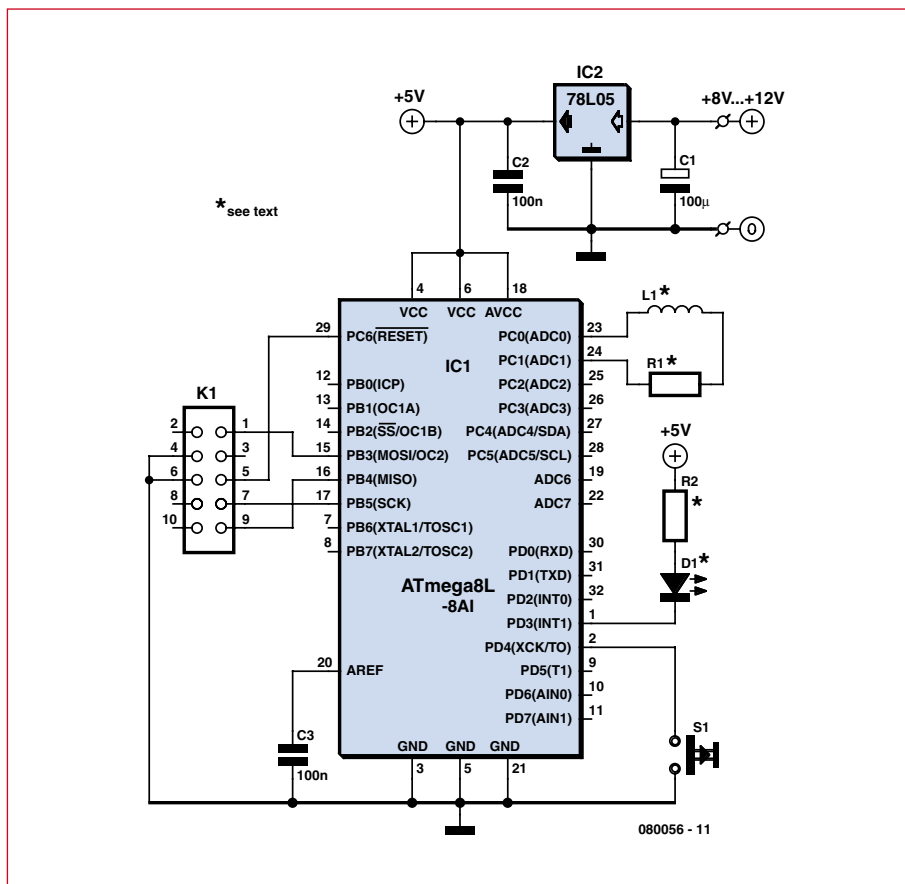 IC2
78L05
+5V
+8V...+12V
C2
100n
C1
100µ
0
*see text
4 6 18
VCC VCC AVCC
29 PC6(RESET)
IC1
12 PB0(ICP)
13 PB1(OC1A)
14 PB2(SS/OC1B)
15 PB3(MOSI/OC2)
16 PB4(MISO)
17 PB5(SCK)
7 PB6(XTAL1/TOSC1)
8 PB7(XTAL2/TOSC2)
PC0(ADC0) 23
PC1(ADC1) 24
PC2(ADC2) 25
PC3(ADC3) 26
PC4(ADC4/SDA) 27
PC5(ADC5/SCL) 28
ADC6 19
ADC7 22
PD0(RXD) 30
PD1(TXD) 31
PD2(INT0) 32
PD3(INT1) 1
PD4(XCK/TO) 2
PD5(T1) 9
PD6(AIN0) 10
PD7(AIN1) 11
ATmega8L
-8AI
20 AREF
GND GND GND
3 5 21
K1
2 1
4 3
6 5
8 7
10 9
C3
100n
L1*
R1*
+5V
R2
*
D1*
S1
080056 - 11